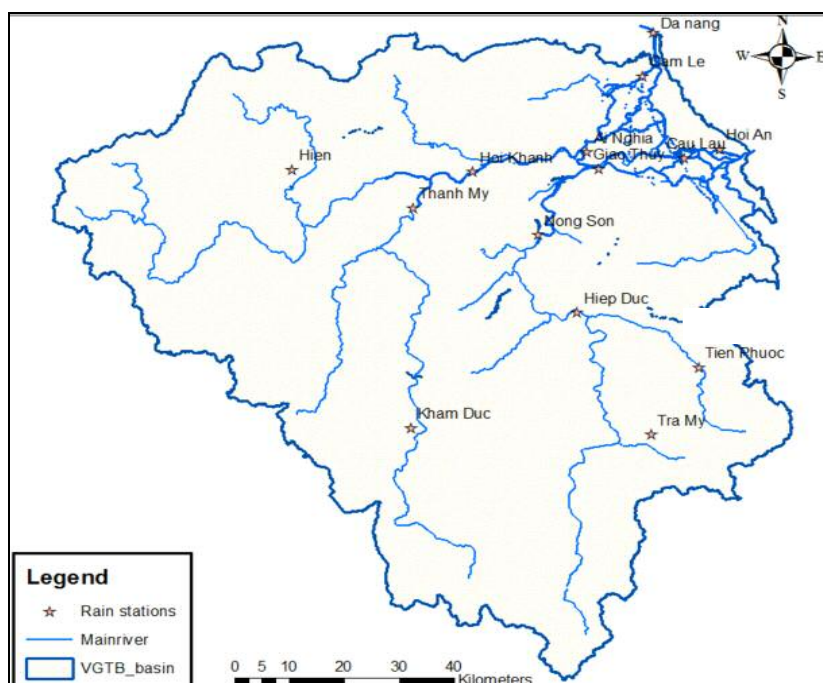 Da nang
N
W E
S
Cam Le
Ai Nghia
Hoi An
Cau Lau
Giao Thuy
Hien
Hoi Khanh
Thanh My
Nong Son
Hiep Duc
Tien Phuoc
Kham Duc
Tra My
Legend
Rain stations
Mainriver
VGTB_basin
0 5 10 20 30 40
Kilometers